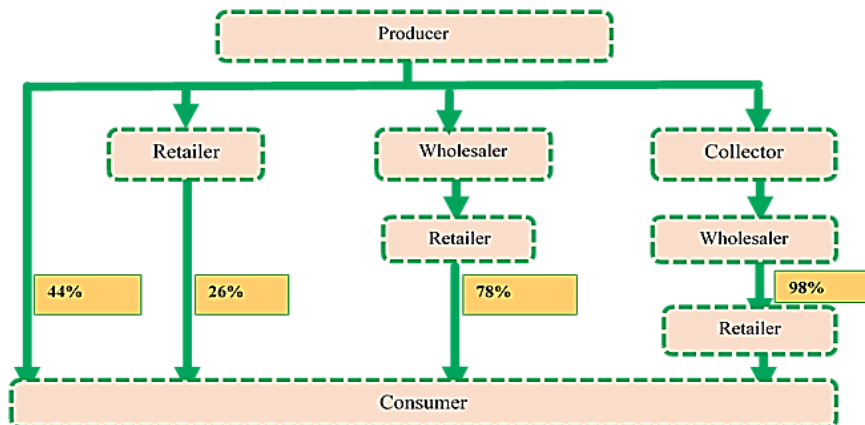 Producer
Retailer
Wholesaler
Collector
Retailer
Wholesaler
44%
26%
78%
98%
Retailer
Consumer